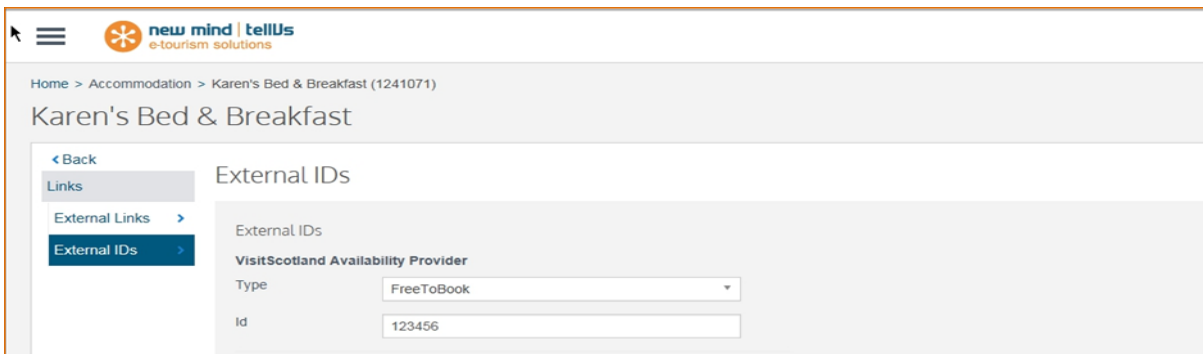 new mind | tellUs
e-tourism solutions
Home > Accommodation > Karen's Bed & Breakfast (1241071)
Karen's Bed & Breakfast
Back
Links
External Links
External IDs
External IDs
External IDs
VisitScotland Availability Provider
Type FreeToBook
Id 123456